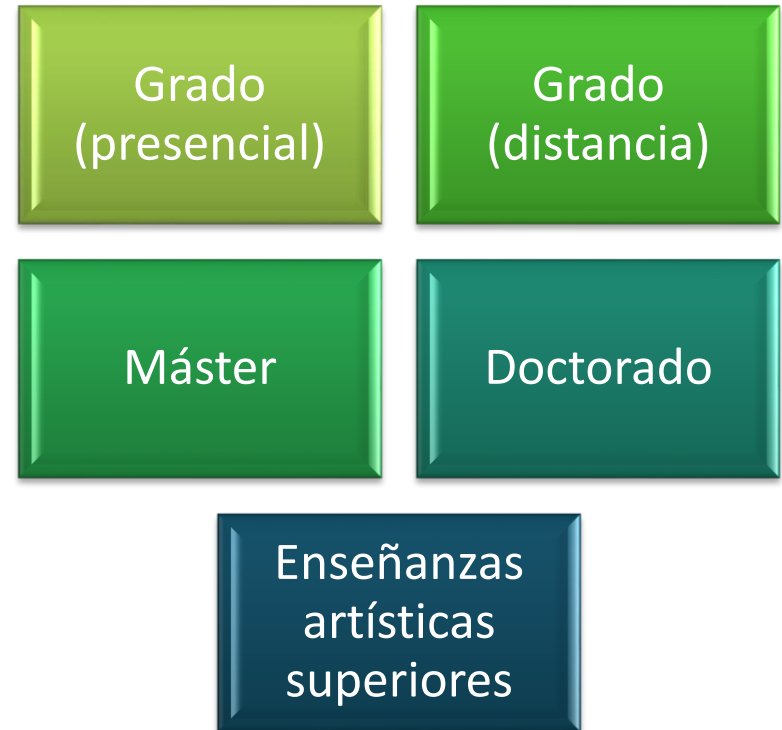 Grado
(presencial)
Grado
(distancia)
Máster
Doctorado
Enseñanzas
artísticas
superiores